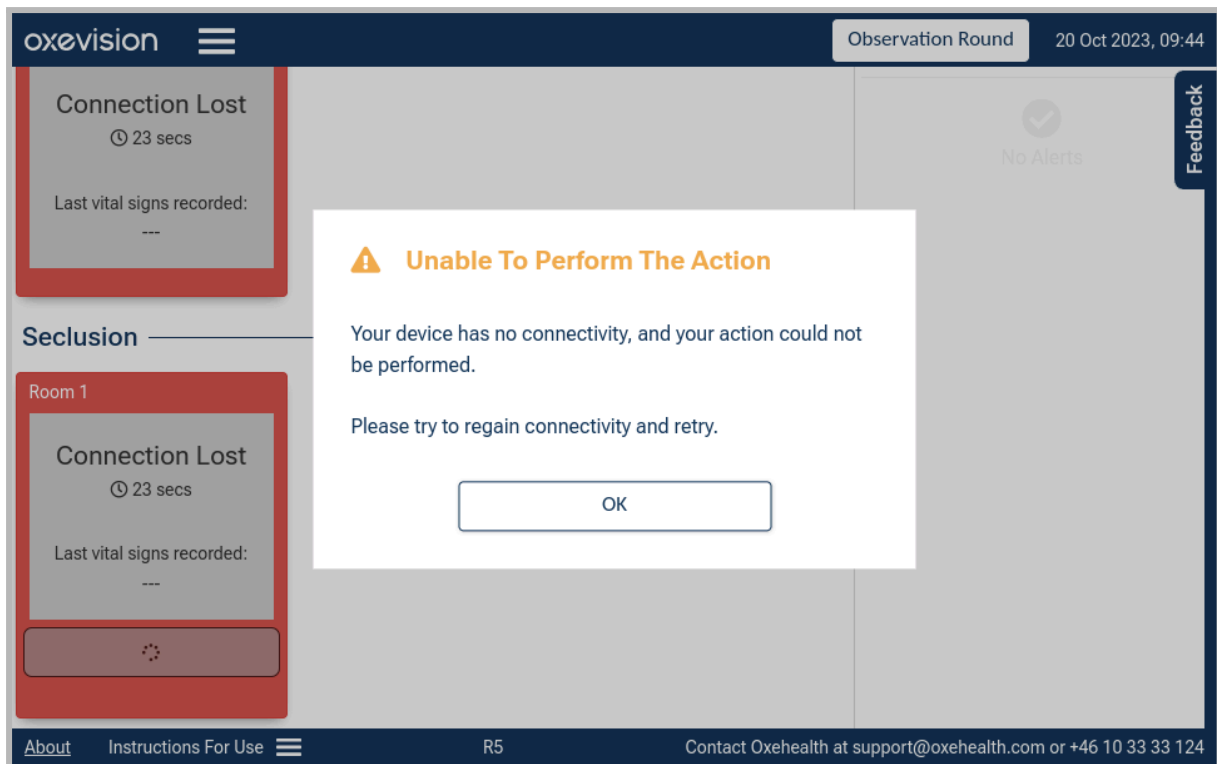 oxevision
Observation Round
20 Oct 2023, 09:44
Connection Lost
23 secs
Last vital signs recorded:
---
No Alerts
Feedback
Seclusion
Room 1
Connection Lost
23 secs
Last vital signs recorded:
---
Unable To Perform The Action
Your device has no connectivity, and your action could not
be performed.
Please try to regain connectivity and retry.
OK
About
Instructions For Use
R5
Contact Oxehealth at support@oxehealth.com or +46 10 33 33 124